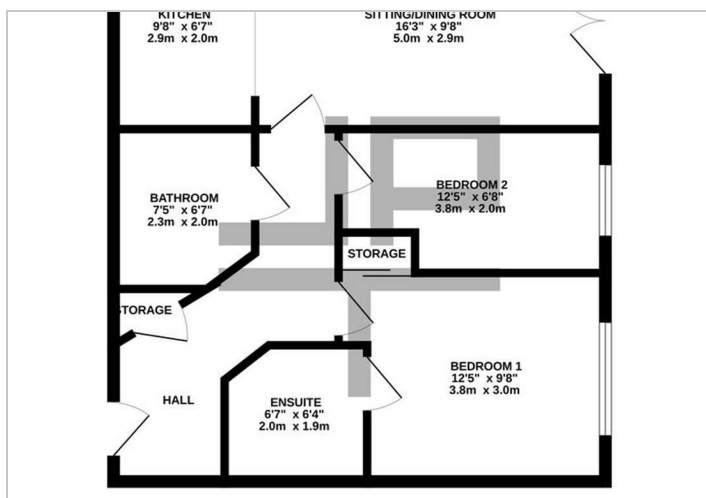 KITCHEN
9'8" x 6'7"
2.9m x 2.0m
SITTING/DINING ROOM
16'3" x 9'8"
5.0m x 2.9m
BATHROOM
7'5" x 6'7"
2.3m x 2.0m
BEDROOM 2
12'5" x 6'8"
3.8m x 2.0m
STORAGE
STORAGE
HALL
ENSUITE
6'7" x 6'4"
2.0m x 1.9m
BEDROOM 1
12'5" x 9'8"
3.8m x 3.0m